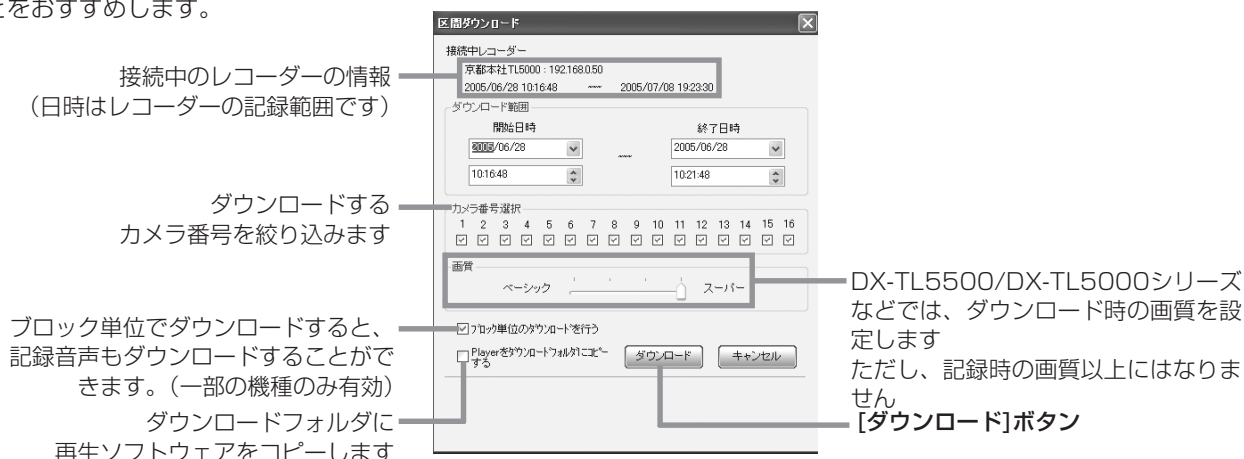 とをおすすめします。
接続中のレコーダーの情報
（日時はレコーダーの記録範囲です）
ダウンロードする
カメラ番号を絞り込みます
ブロック単位でダウンロードすると、
記録音声もダウンロードすることがで
きます。（一部の機種のみ有効）
ダウンロードフォルダに
再生ソフトウェアをコピーします
区間ダウンロード
接続中レコーダー
京都本社TL5000 : 192.168.0.50
2005/06/28 10:16:48 ～ 2005/07/08 19:23:30
ダウンロード範囲
開始日時 終了日時
2005/06/28 ～ 2005/06/28
10:16:48 10:21:48
カメラ番号選択
1 2 3 4 5 6 7 8 9 10 11 12 13 14 15 16
画質
ベーシック スーパー
ブロック単位のダウンロードを行う
Playerをダウンロードフォルダにコピー
する
ダウンロード キャンセル
DX-TL5500/DX-TL5000シリーズ
などでは、ダウンロード時の画質を設
定します
ただし、記録時の画質以上にはなりま
せん
[ダウンロード]ボタン